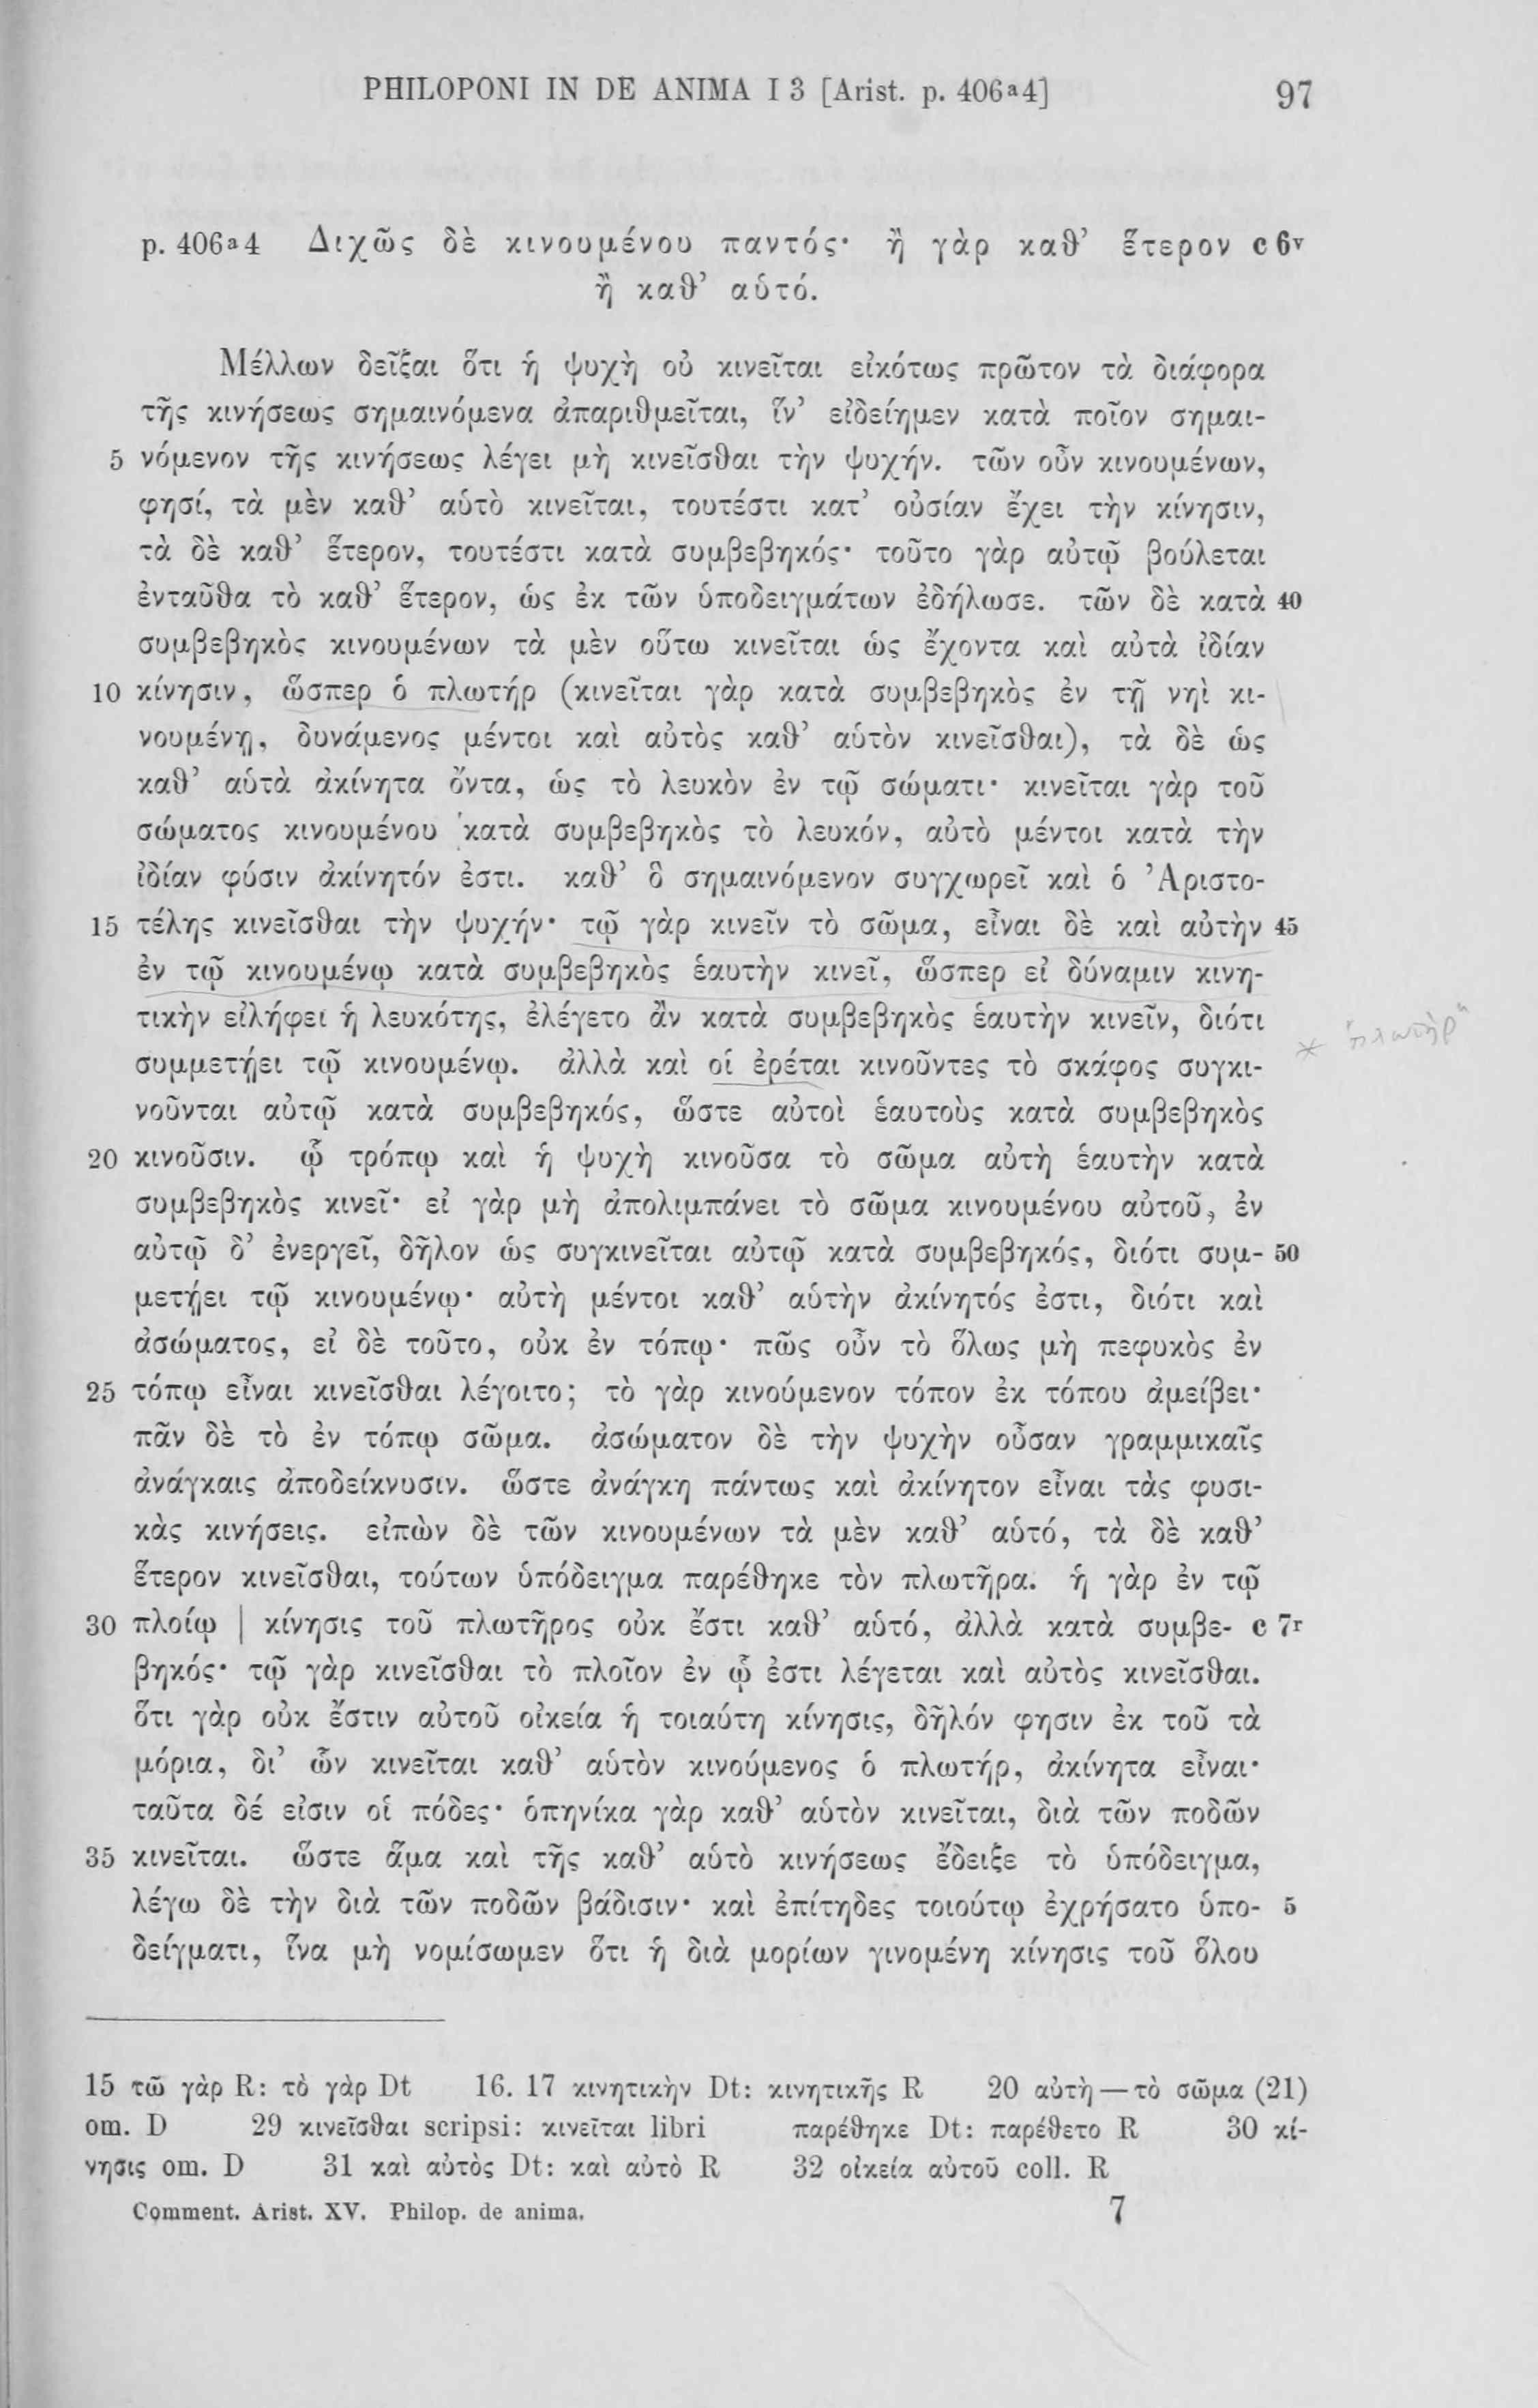 PHILOPONI IN DE ANIMA I 3 [Arist. p. 406ᵃ4] 97
p. 406ᵃ4 Διχῶς δὲ κινουμένου παντός· ἢ γὰρ καθ’ ἕτερον c 6ᵛ
ἢ καθ’ αὑτό.
Μέλλων δεῖξαι ὅτι ἡ ψυχὴ οὐ κινεῖται εἰκότως πρῶτον τὰ διάφορα
τῆς κινήσεως σημαινόμενα ἀπαριθμεῖται, ἵν’ εἰδείημεν κατὰ ποῖον σημαι-
5 νόμενον τῆς κινήσεως λέγει μὴ κινεῖσθαι τὴν ψυχήν. τῶν οὖν κινουμένων,
φησί, τὰ μὲν καθ’ αὑτὸ κινεῖται, τουτέστι κατ’ οὐσίαν ἔχει τὴν κίνησιν,
τὰ δὲ καθ’ ἕτερον, τουτέστι κατὰ συμβεβηκός· τοῦτο γὰρ αὐτῷ βούλεται
ἐνταῦθα τὸ καθ’ ἕτερον, ὡς ἐκ τῶν ὑποδειγμάτων ἐδήλωσε. τῶν δὲ κατὰ 40
συμβεβηκὸς κινουμένων τὰ μὲν οὕτω κινεῖται ὡς ἔχοντα καὶ αὐτὰ ἰδίαν
10 κίνησιν, ὥσπερ ὁ πλωτήρ (κινεῖται γὰρ κατὰ συμβεβηκὸς ἐν τῇ νηὶ κι-
νουμένῃ, δυνάμενος μέντοι καὶ αὐτὸς καθ’ αὑτὸν κινεῖσθαι), τὰ δὲ ὡς
καθ’ αὑτὰ ἀκίνητα ὄντα, ὡς τὸ λευκὸν ἐν τῷ σώματι· κινεῖται γὰρ τοῦ
σώματος κινουμένου κατὰ συμβεβηκὸς τὸ λευκόν, αὐτὸ μέντοι κατὰ τὴν
ἰδίαν φύσιν ἀκίνητόν ἐστι. καθ’ ὃ σημαινόμενον συγχωρεῖ καὶ ὁ Ἀριστο-
15 τέλης κινεῖσθαι τὴν ψυχήν· τῷ γὰρ κινεῖν τὸ σῶμα, εἶναι δὲ καὶ αὐτὴν 45
ἐν τῷ κινουμένῳ κατὰ συμβεβηκὸς ἑαυτὴν κινεῖ, ὥσπερ εἰ δύναμιν κινη-
τικὴν εἰλήφει ἡ λευκότης, ἐλέγετο ἂν κατὰ συμβεβηκὸς ἑαυτὴν κινεῖν, διότι
* "πλωτὴρ"
συμμετῄει τῷ κινουμένῳ. ἀλλὰ καὶ οἱ ἐρέται κινοῦντες τὸ σκάφος συγκι-
νοῦνται αὐτῷ κατὰ συμβεβηκός, ὥστε αὐτοὶ ἑαυτοὺς κατὰ συμβεβηκὸς
20 κινοῦσιν. ᾧ τρόπῳ καὶ ἡ ψυχὴ κινοῦσα τὸ σῶμα αὐτὴ ἑαυτὴν κατὰ
συμβεβηκὸς κινεῖ· εἰ γὰρ μὴ ἀπολιμπάνει τὸ σῶμα κινουμένου αὐτοῦ, ἐν
αὐτῷ δ’ ἐνεργεῖ, δῆλον ὡς συγκινεῖται αὐτῷ κατὰ συμβεβηκός, διότι συμ- 50
μετῄει τῷ κινουμένῳ· αὐτὴ μέντοι καθ’ αὑτὴν ἀκίνητός ἐστι, διότι καὶ
ἀσώματος, εἰ δὲ τοῦτο, οὐκ ἐν τόπῳ· πῶς οὖν τὸ ὅλως μὴ πεφυκὸς ἐν
25 τόπῳ εἶναι κινεῖσθαι λέγοιτο; τὸ γὰρ κινούμενον τόπον ἐκ τόπου ἀμείβει·
πᾶν δὲ τὸ ἐν τόπῳ σῶμα. ἀσώματον δὲ τὴν ψυχὴν οὖσαν γραμμικαῖς
ἀνάγκαις ἀποδείκνυσιν. ὥστε ἀνάγκη πάντως καὶ ἀκίνητον εἶναι τὰς φυσι-
κὰς κινήσεις. εἰπὼν δὲ τῶν κινουμένων τὰ μὲν καθ’ αὑτό, τὰ δὲ καθ’
ἕτερον κινεῖσθαι, τούτων ὑπόδειγμα παρέθηκε τὸν πλωτῆρα. ἡ γὰρ ἐν τῷ
30 πλοίῳ | κίνησις τοῦ πλωτῆρος οὐκ ἔστι καθ’ αὑτό, ἀλλὰ κατὰ συμβε- c 7ʳ
βηκός· τῷ γὰρ κινεῖσθαι τὸ πλοῖον ἐν ᾧ ἐστι λέγεται καὶ αὐτὸς κινεῖσθαι.
ὅτι γὰρ οὐκ ἔστιν αὐτοῦ οἰκεία ἡ τοιαύτη κίνησις, δῆλόν φησιν ἐκ τοῦ τὰ
μόρια, δι’ ὧν κινεῖται καθ’ αὑτὸν κινούμενος ὁ πλωτήρ, ἀκίνητα εἶναι·
ταῦτα δέ εἰσιν οἱ πόδες· ὁπηνίκα γὰρ καθ’ αὑτὸν κινεῖται, διὰ τῶν ποδῶν
35 κινεῖται. ὥστε ἅμα καὶ τῆς καθ’ αὑτὸ κινήσεως ἔδειξε τὸ ὑπόδειγμα,
λέγω δὲ τὴν διὰ τῶν ποδῶν βάδισιν· καὶ ἐπίτηδες τοιούτῳ ἐχρήσατο ὑπο- 5
δείγματι, ἵνα μὴ νομίσωμεν ὅτι ἡ διὰ μορίων γινομένη κίνησις τοῦ ὅλου
15 τῶ γὰρ R: τὸ γὰρ Dt 16. 17 κινητικὴν Dt: κινητικῆς R 20 αὐτὴ — τὸ σῶμα (21)
om. D 29 κινεῖσθαι scripsi: κινεῖται libri παρέθηκε Dt: παρέθετο R 30 κί-
νησις om. D 31 καὶ αὐτὸς Dt: καὶ αὐτὸ R 32 οἰκεία αὐτοῦ coll. R
Comment. Arist. XV. Philop. de anima. 7